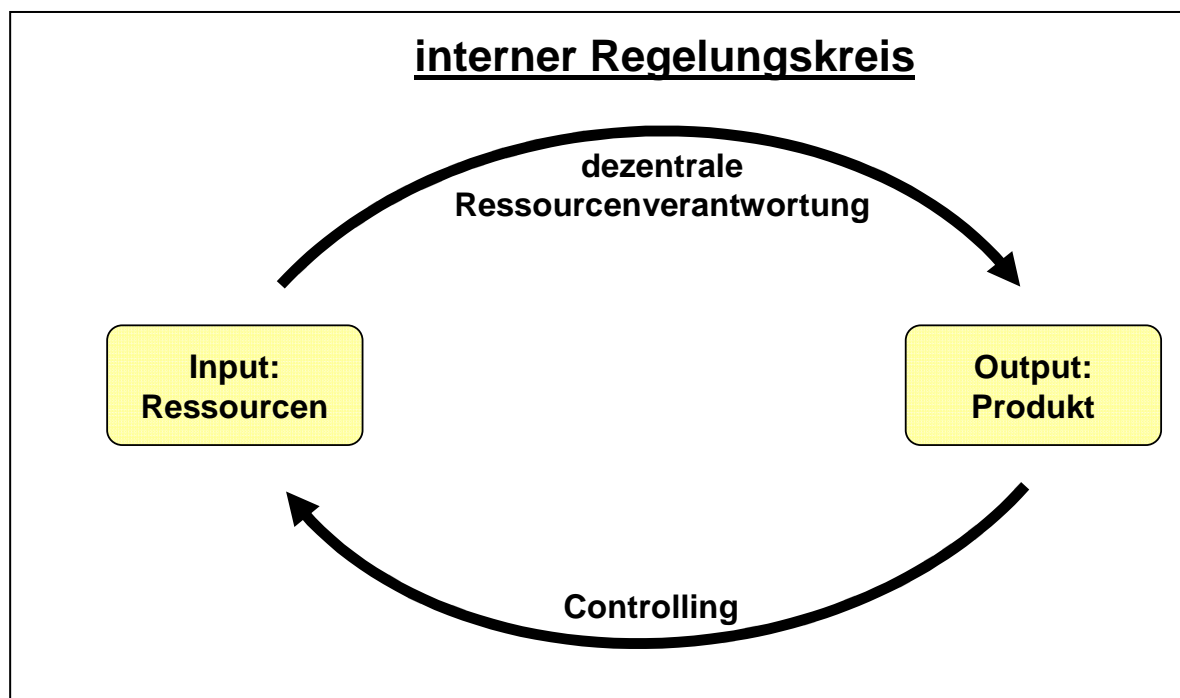 interner Regelungskreis
dezentrale
Ressourcenverantwortung
Input:
Ressourcen
Output:
Produkt
Controlling